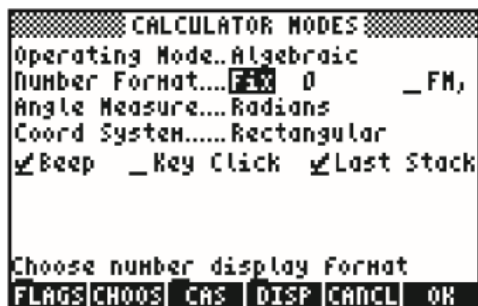 CALCULATOR MODES
Operating Mode..Algebraic
Number Format....Fix 0 _FM,
Angle Measure....Radians
Coord System......Rectangular
✓Beep _Key Click ✓Last Stack
Choose number display format
FLAGS CHOOS CAS DISP CANCL OK